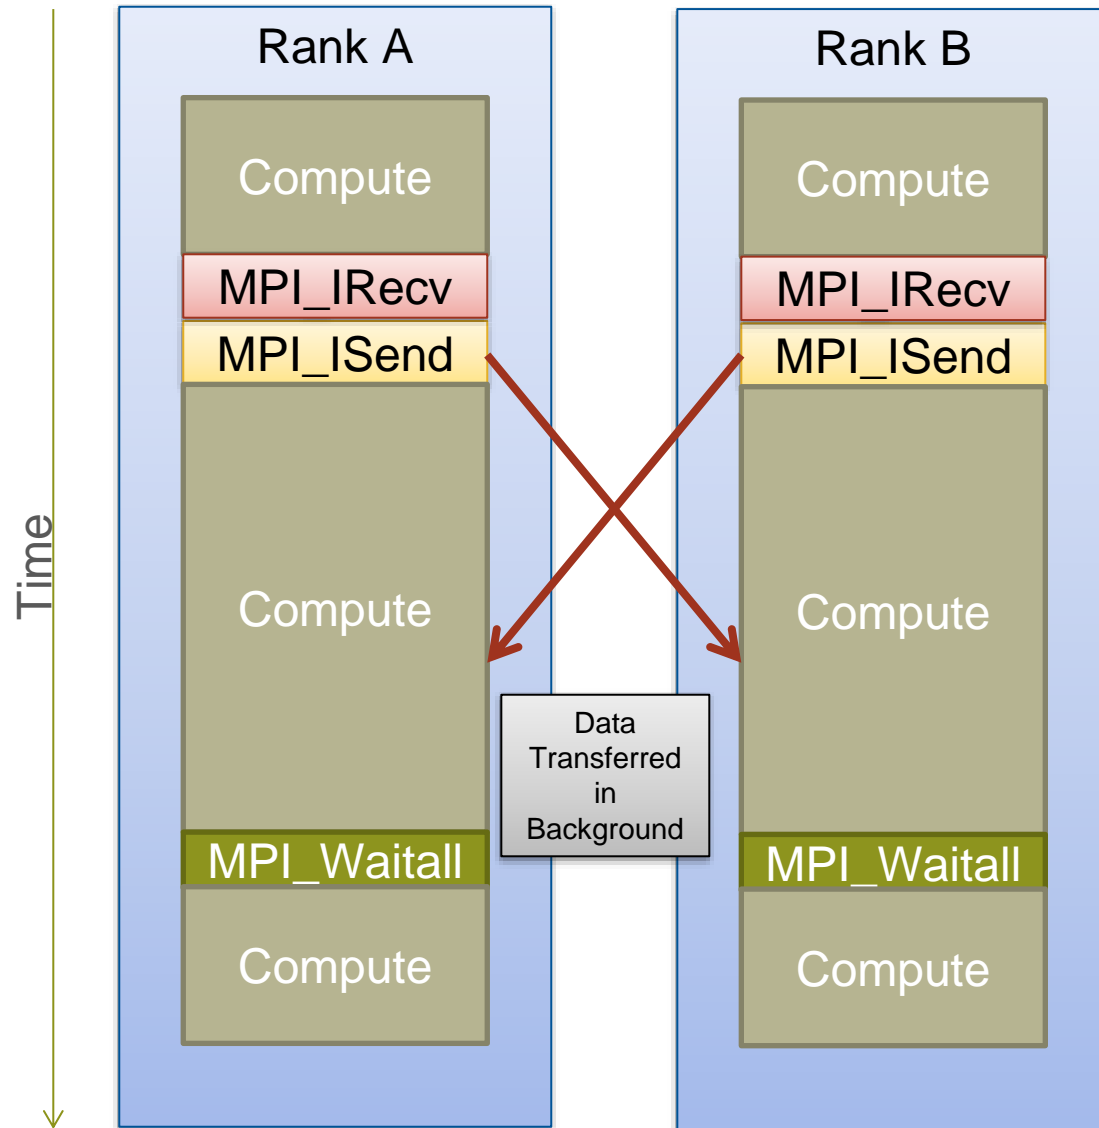 Time
Rank A
Compute
MPI_IRecv
MPI_ISend
Compute
MPI_Waitall
Compute
Data
Transferred
in
Background
Rank B
Compute
MPI_IRecv
MPI_ISend
Compute
MPI_Waitall
Compute